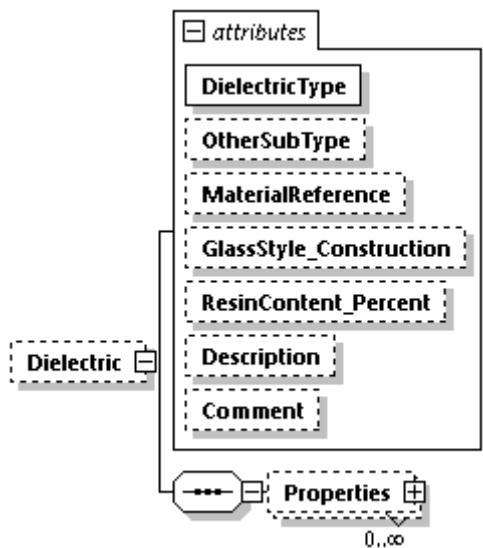 attributes
DielectricType
OtherSubType
MaterialReference
GlassStyle_Construction
ResinContent_Percent
Dielectric
Description
Comment
Properties
0..∞